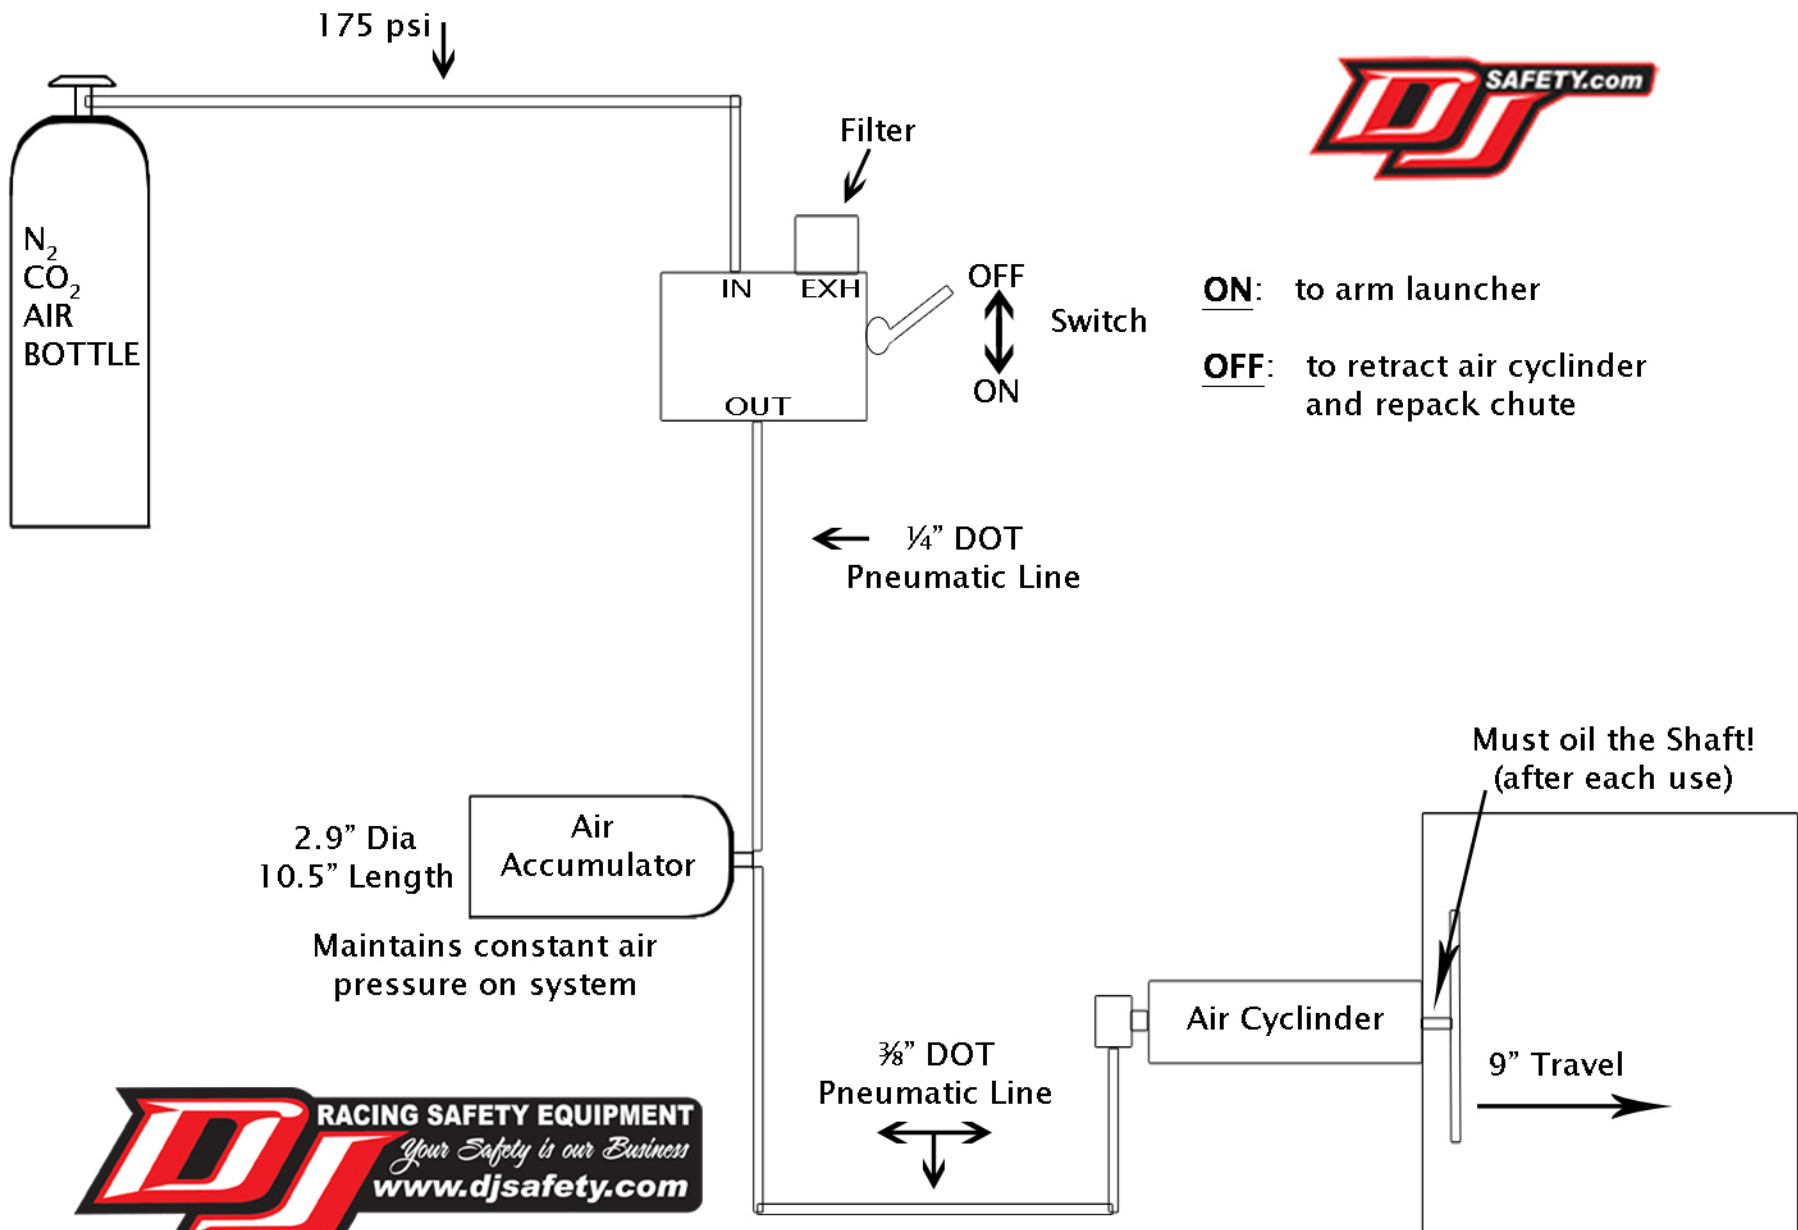 175 psi
SAFETY.com
DJ
Filter
N₂
CO₂
AIR
BOTTLE
IN
EXH
OUT
OFF
Switch
ON
ON: to arm launcher
OFF: to retract air cyclinder
and repack chute
¼” DOT
Pneumatic Line
Must oil the Shaft!
(after each use)
2.9” Dia
10.5” Length
Air
Accumulator
Maintains constant air
pressure on system
Air Cyclinder
9” Travel
⅜” DOT
Pneumatic Line
DJ
RACING SAFETY EQUIPMENT
Your Safety is our Business
www.djsafety.com